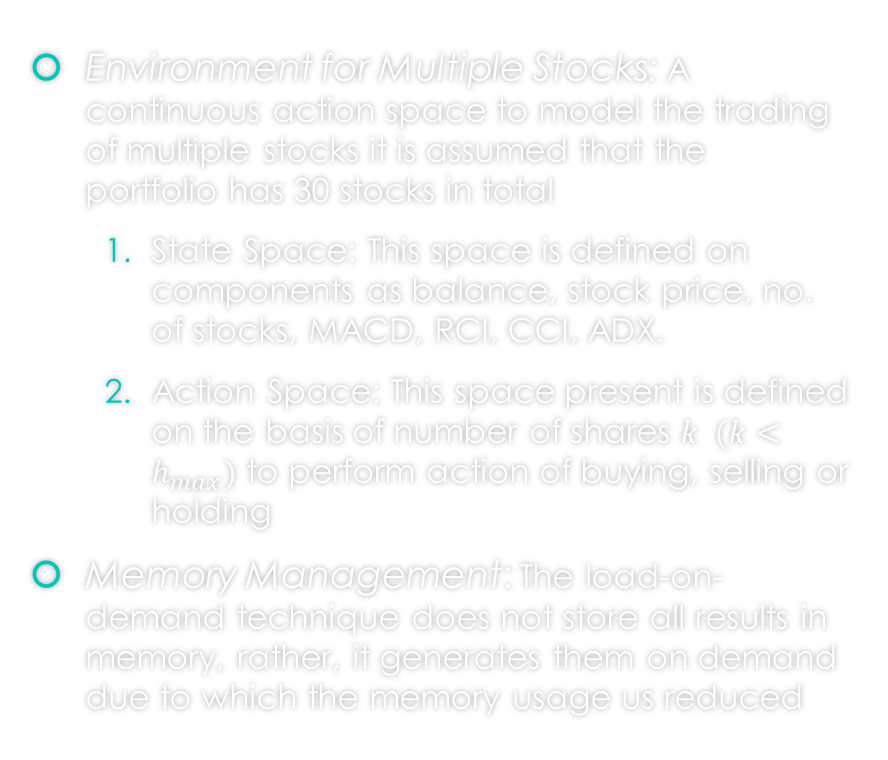 Environment for Multiple Stocks: A
continuous action space to model the trading
of multiple stocks it is assumed that the
portfolio has 30 stocks in total
1. State Space: This space is defined on
components as balance, stock price, no.
of stocks, MACD, RCI, CCI, ADX.
2. Action Space: This space present is defined
on the basis of number of shares k (k <
h_max) to perform action of buying, selling or
holding
Memory Management: The load-on-
demand technique does not store all results in
memory, rather, it generates them on demand
due to which the memory usage us reduced